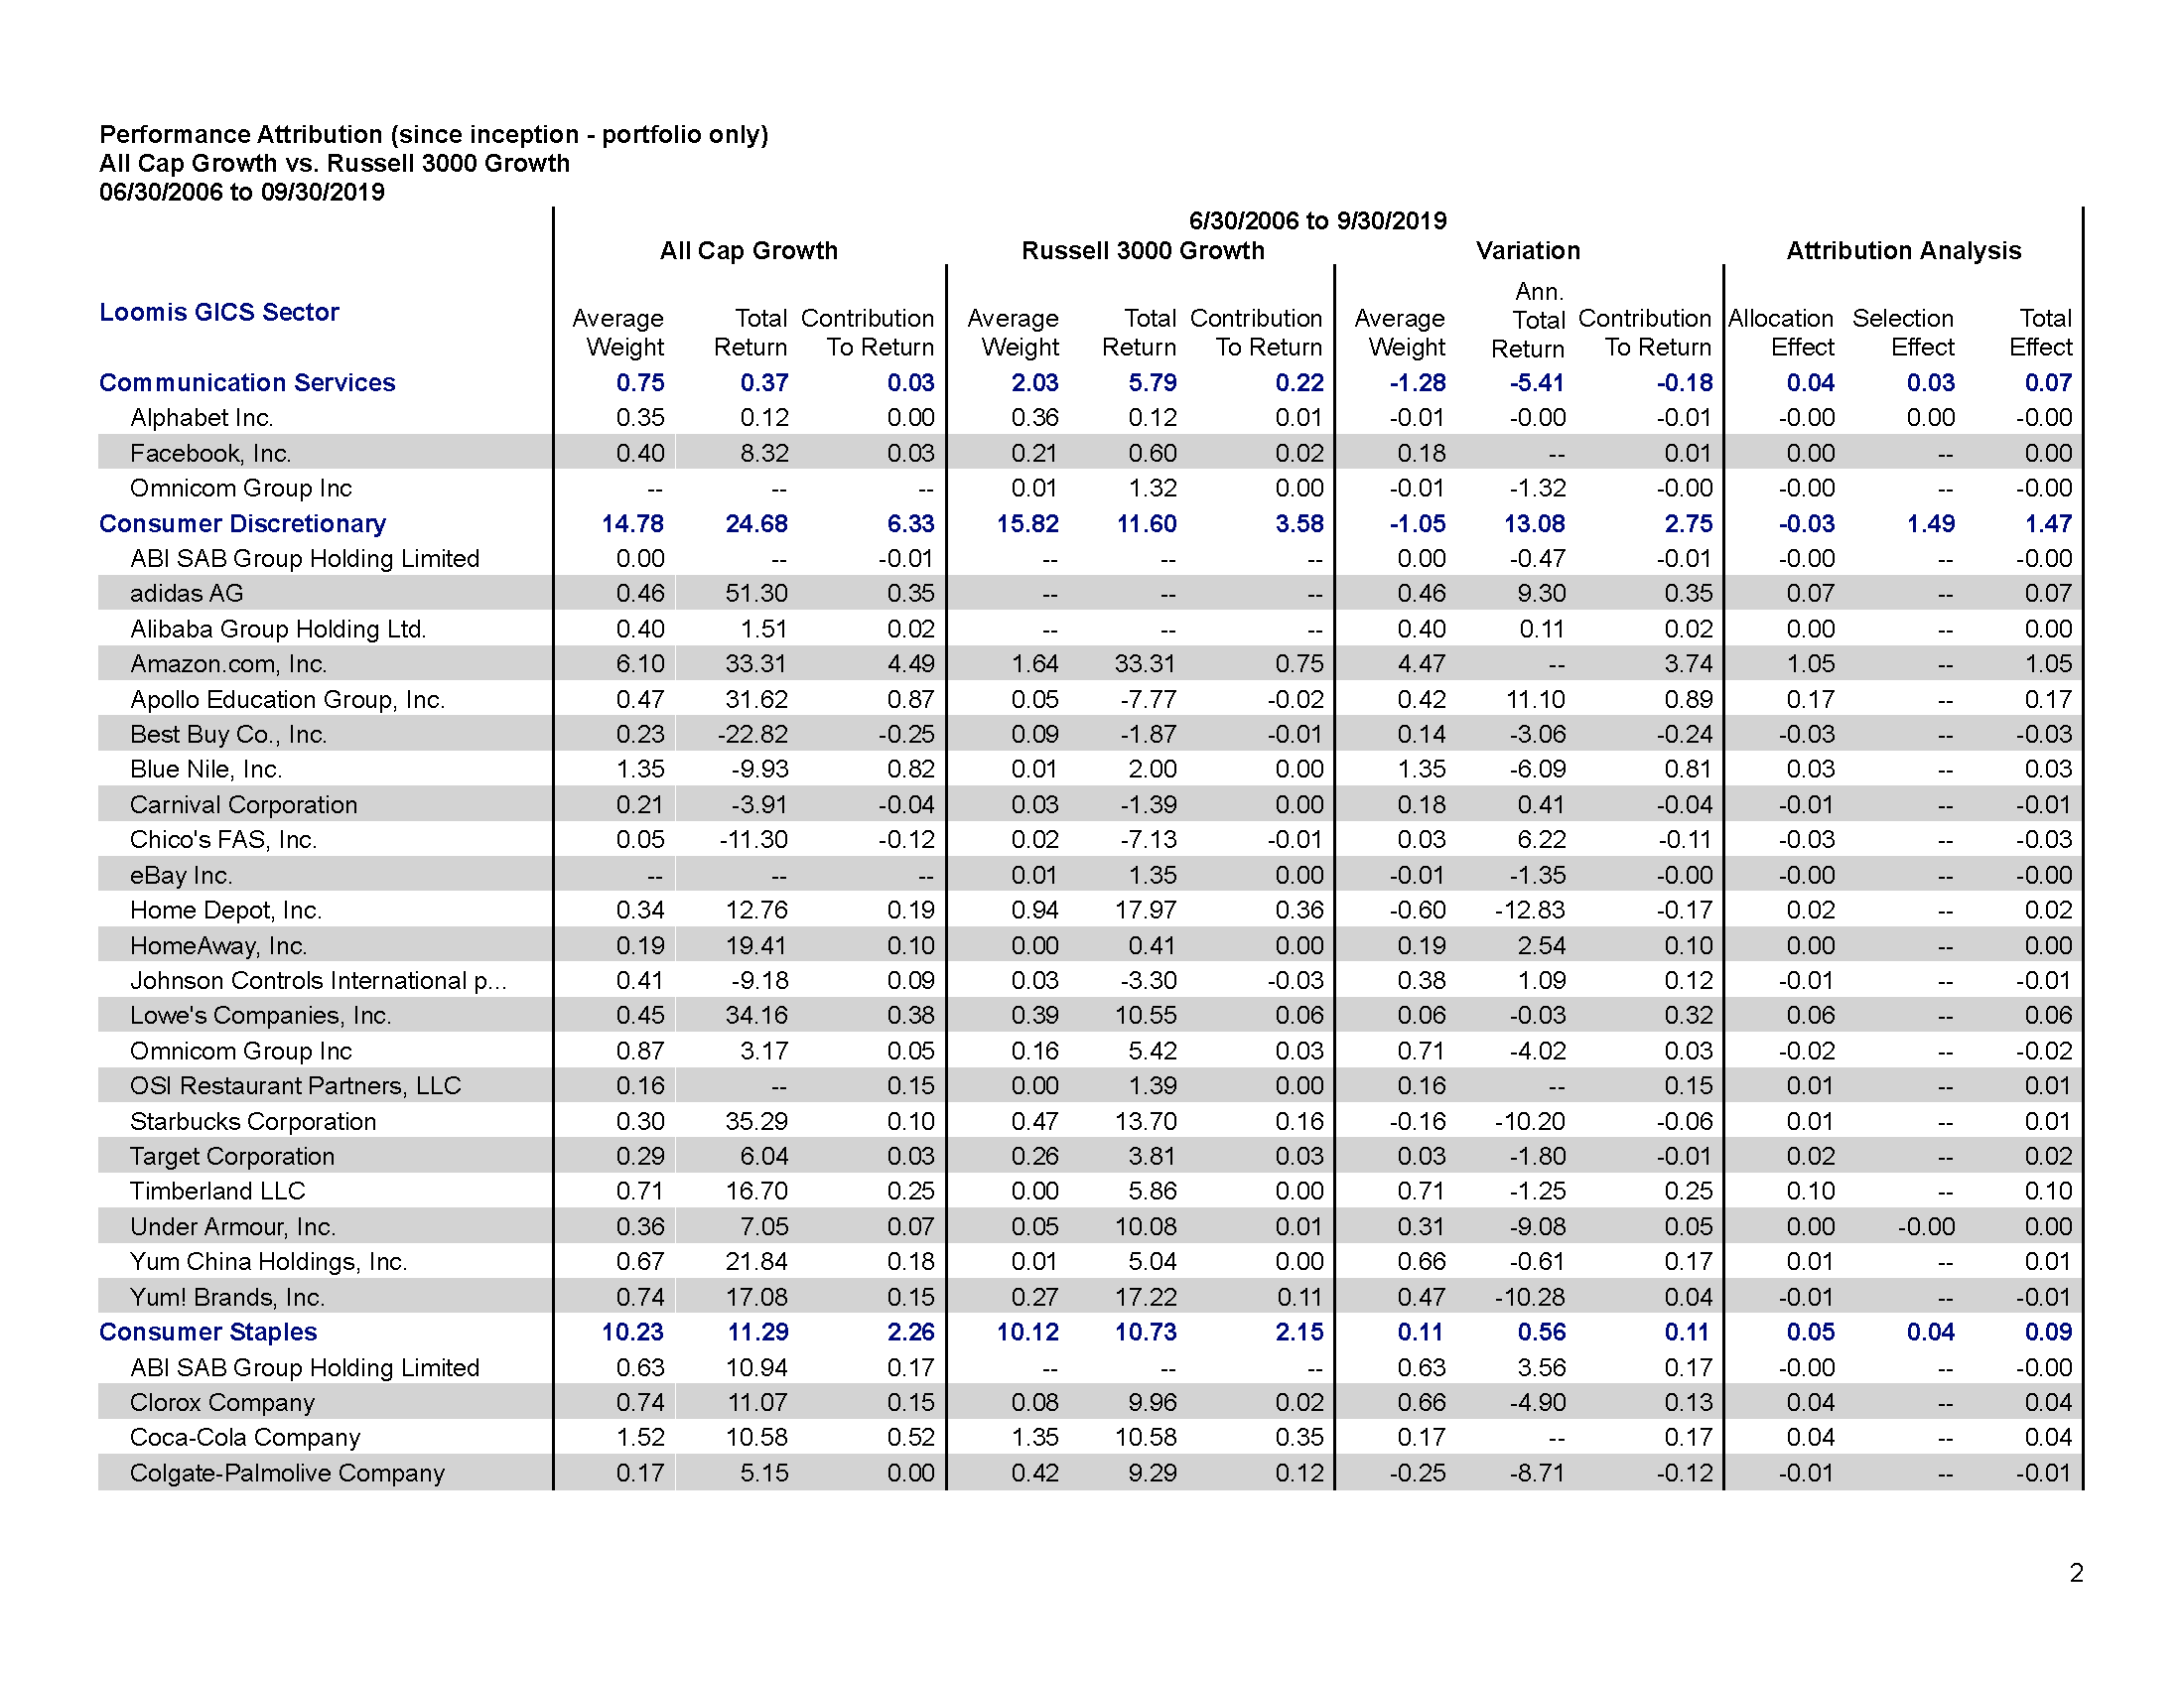 Performance Attribution (since inception - portfolio only)
All Cap Growth vs. Russell 3000 Growth
06/30/2006 to 09/30/2019
6/30/2006 to 9/30/2019
All Cap Growth Russell 3000 Growth Variation Attribution Analysis
Loomis GICS Sector Average Weight Total Return Contribution To Return Average Weight Total Return Contribution To Return Average Weight Ann. Total Return Contribution To Return Allocation Effect Selection Effect Total Effect
Communication Services 0.75 0.37 0.03 2.03 5.79 0.22 -1.28 -5.41 -0.18 0.04 0.03 0.07
Alphabet Inc. 0.35 0.12 0.00 0.36 0.12 0.01 -0.01 -0.00 -0.01 -0.00 0.00 -0.00
Facebook, Inc. 0.40 8.32 0.03 0.21 0.60 0.02 0.18 -- 0.01 0.00 -- 0.00
Omnicom Group Inc -- -- -- 0.01 1.32 0.00 -0.01 -1.32 -0.00 -0.00 -- -0.00
Consumer Discretionary 14.78 24.68 6.33 15.82 11.60 3.58 -1.05 13.08 2.75 -0.03 1.49 1.47
ABI SAB Group Holding Limited 0.00 -- -0.01 -- -- -- 0.00 -0.47 -0.01 -0.00 -- -0.00
adidas AG 0.46 51.30 0.35 -- -- -- 0.46 9.30 0.35 0.07 -- 0.07
Alibaba Group Holding Ltd. 0.40 1.51 0.02 -- -- -- 0.40 0.11 0.02 0.00 -- 0.00
Amazon.com, Inc. 6.10 33.31 4.49 1.64 33.31 0.75 4.47 -- 3.74 1.05 -- 1.05
Apollo Education Group, Inc. 0.47 31.62 0.87 0.05 -7.77 -0.02 0.42 11.10 0.89 0.17 -- 0.17
Best Buy Co., Inc. 0.23 -22.82 -0.25 0.09 -1.87 -0.01 0.14 -3.06 -0.24 -0.03 -- -0.03
Blue Nile, Inc. 1.35 -9.93 0.82 0.01 2.00 0.00 1.35 -6.09 0.81 0.03 -- 0.03
Carnival Corporation 0.21 -3.91 -0.04 0.03 -1.39 0.00 0.18 0.41 -0.04 -0.01 -- -0.01
Chico's FAS, Inc. 0.05 -11.30 -0.12 0.02 -7.13 -0.01 0.03 6.22 -0.11 -0.03 -- -0.03
eBay Inc. -- -- -- 0.01 1.35 0.00 -0.01 -1.35 -0.00 -0.00 -- -0.00
Home Depot, Inc. 0.34 12.76 0.19 0.94 17.97 0.36 -0.60 -12.83 -0.17 0.02 -- 0.02
HomeAway, Inc. 0.19 19.41 0.10 0.00 0.41 0.00 0.19 2.54 0.10 0.00 -- 0.00
Johnson Controls International p... 0.41 -9.18 0.09 0.03 -3.30 -0.03 0.38 1.09 0.12 -0.01 -- -0.01
Lowe's Companies, Inc. 0.45 34.16 0.38 0.39 10.55 0.06 0.06 -0.03 0.32 0.06 -- 0.06
Omnicom Group Inc 0.87 3.17 0.05 0.16 5.42 0.03 0.71 -4.02 0.03 -0.02 -- -0.02
OSI Restaurant Partners, LLC 0.16 -- 0.15 0.00 1.39 0.00 0.16 -- 0.15 0.01 -- 0.01
Starbucks Corporation 0.30 35.29 0.10 0.47 13.70 0.16 -0.16 -10.20 -0.06 0.01 -- 0.01
Target Corporation 0.29 6.04 0.03 0.26 3.81 0.03 0.03 -1.80 -0.01 0.02 -- 0.02
Timberland LLC 0.71 16.70 0.25 0.00 5.86 0.00 0.71 -1.25 0.25 0.10 -- 0.10
Under Armour, Inc. 0.36 7.05 0.07 0.05 10.08 0.01 0.31 -9.08 0.05 0.00 -0.00 0.00
Yum China Holdings, Inc. 0.67 21.84 0.18 0.01 5.04 0.00 0.66 -0.61 0.17 0.01 -- 0.01
Yum! Brands, Inc. 0.74 17.08 0.15 0.27 17.22 0.11 0.47 -10.28 0.04 -0.01 -- -0.01
Consumer Staples 10.23 11.29 2.26 10.12 10.73 2.15 0.11 0.56 0.11 0.05 0.04 0.09
ABI SAB Group Holding Limited 0.63 10.94 0.17 -- -- -- 0.63 3.56 0.17 -0.00 -- -0.00
Clorox Company 0.74 11.07 0.15 0.08 9.96 0.02 0.66 -4.90 0.13 0.04 -- 0.04
Coca-Cola Company 1.52 10.58 0.52 1.35 10.58 0.35 0.17 -- 0.17 0.04 -- 0.04
Colgate-Palmolive Company 0.17 5.15 0.00 0.42 9.29 0.12 -0.25 -8.71 -0.12 -0.01 -- -0.01
2